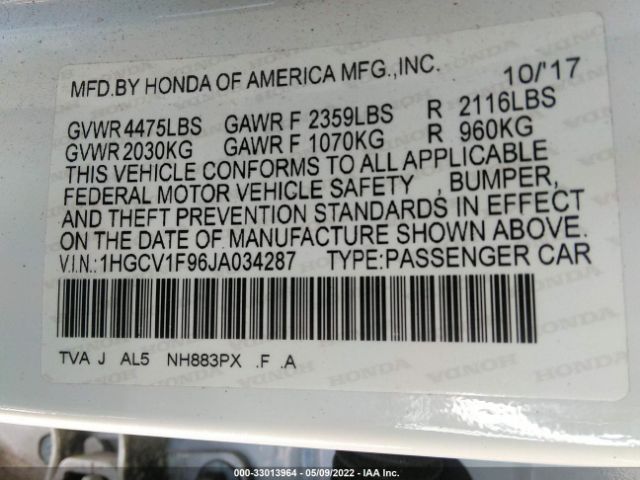 MFD.BY HONDA OF AMERICA MFG.,INC. 10/'17
GVWR 4475LBS GAWR F 2359LBS R 2116LBS
GVWR 2030KG GAWR F 1070KG R 960KG
THIS VEHICLE CONFORMS TO ALL APPLICABLE
FEDERAL MOTOR VEHICLE SAFETY , BUMPER,
AND THEFT PREVENTION STANDARDS IN EFFECT
ON THE DATE OF MANUFACTURE SHOWN ABOVE.
V.I.N.:1HGCV1F96JA034287 TYPE:PASSENGER CAR
TVA J AL5 NH883PX .F .A
000-33013964 - 05/09/2022 - IAA Inc.